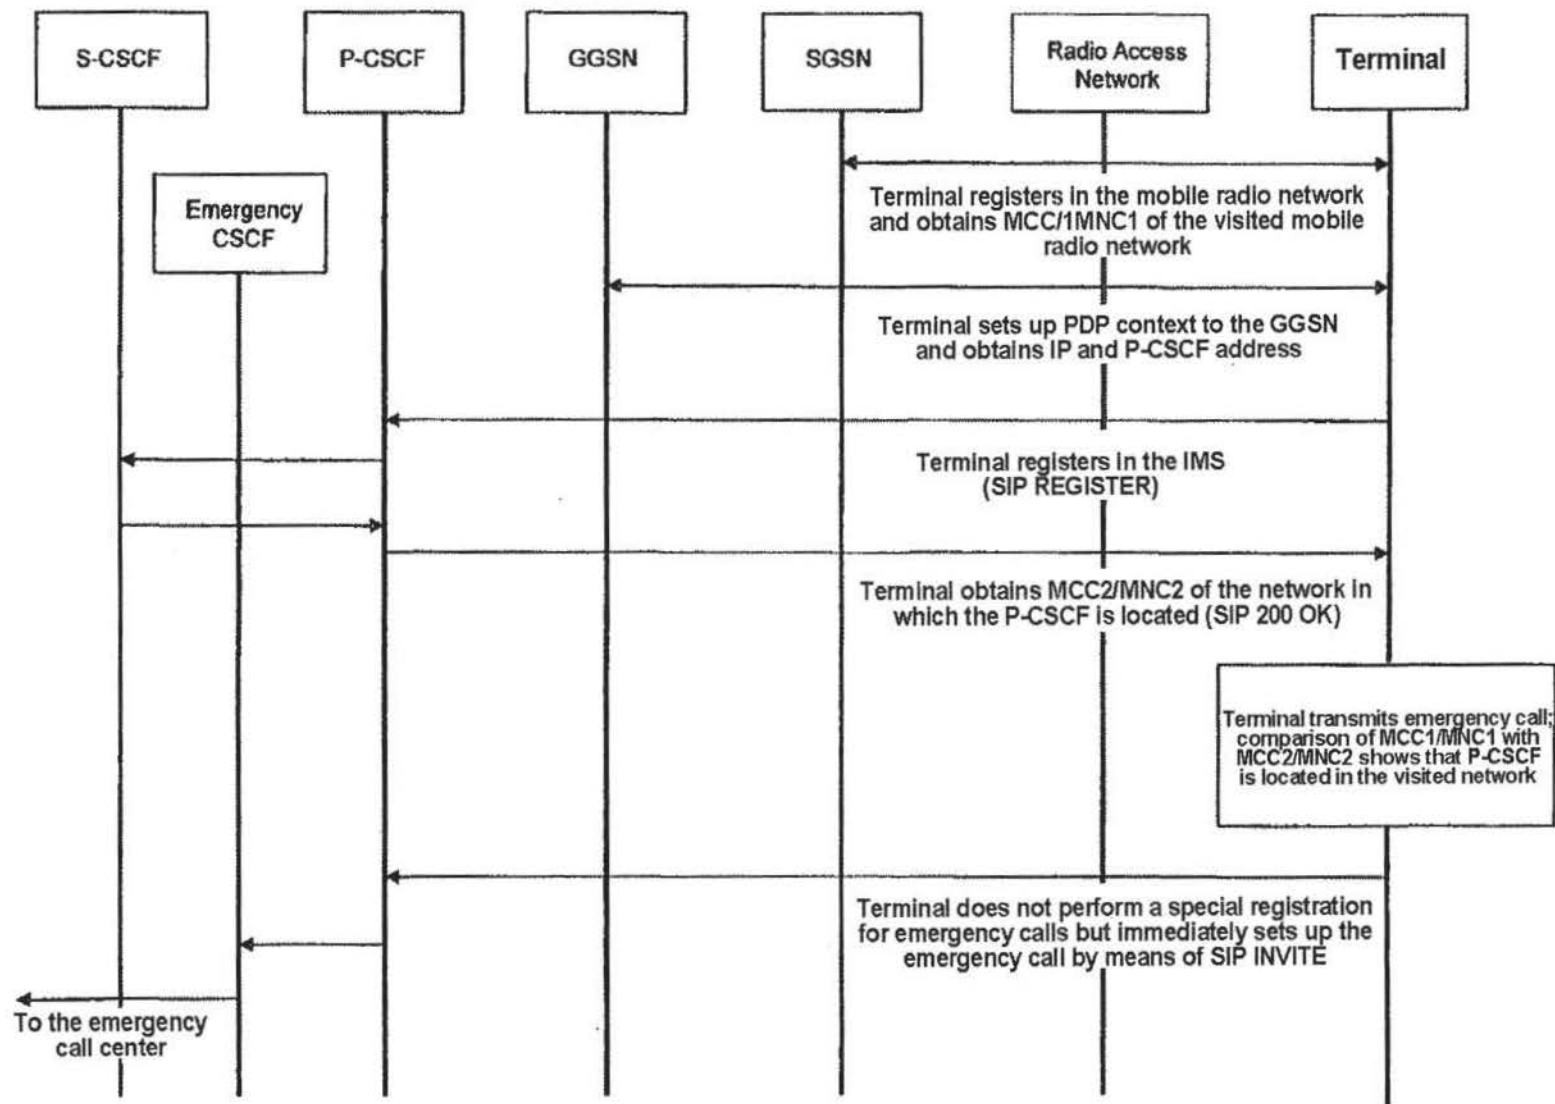 S-CSCF
P-CSCF
GGSN
SGSN
Radio Access
Network
Terminal
Emergency
CSCF
Terminal registers in the mobile radio network
and obtains MCC/1MNC1 of the visited mobile
radio network
Terminal sets up PDP context to the GGSN
and obtains IP and P-CSCF address
Terminal registers in the IMS
(SIP REGISTER)
Terminal obtains MCC2/MNC2 of the network in
which the P-CSCF is located (SIP 200 OK)
Terminal transmits emergency call;
comparison of MCC1/MNC1 with
MCC2/MNC2 shows that P-CSCF
is located in the visited network
Terminal does not perform a special registration
for emergency calls but immediately sets up the
emergency call by means of SIP INVITE
To the emergency
call center